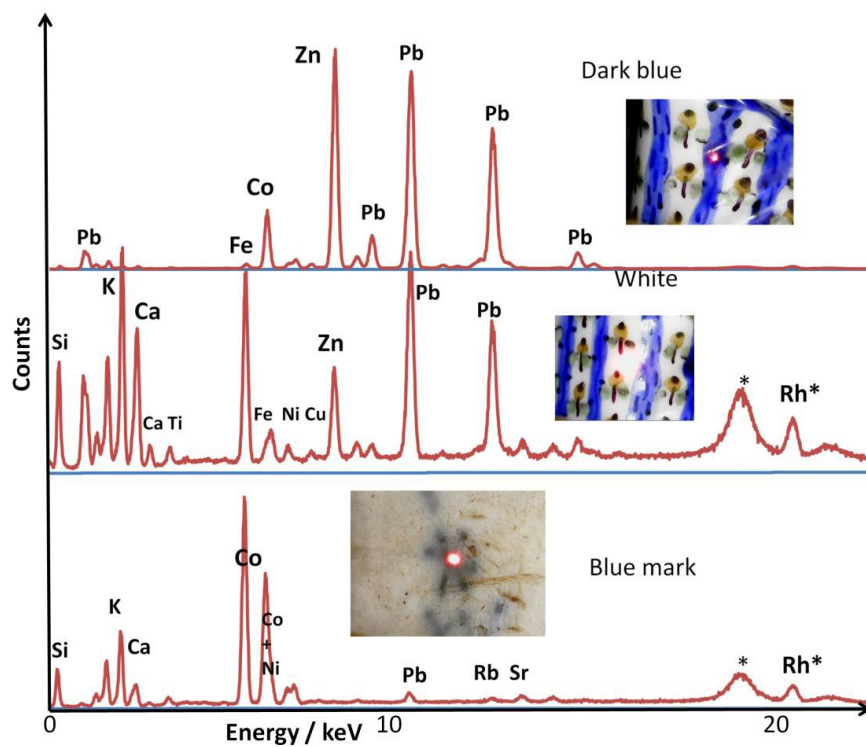 Zn
Pb
Dark blue
Pb
Co
Pb
Pb
Fe
Pb
White
K
Ca
Pb
Pb
Si
Zn
*
Rh*
Ca Ti
Fe
Ni Cu
Counts
Co
Blue mark
K
Co
+
Ni
Ca
Si
Pb
Rb
Sr
*
Rh*
0
10
20
Energy / keV